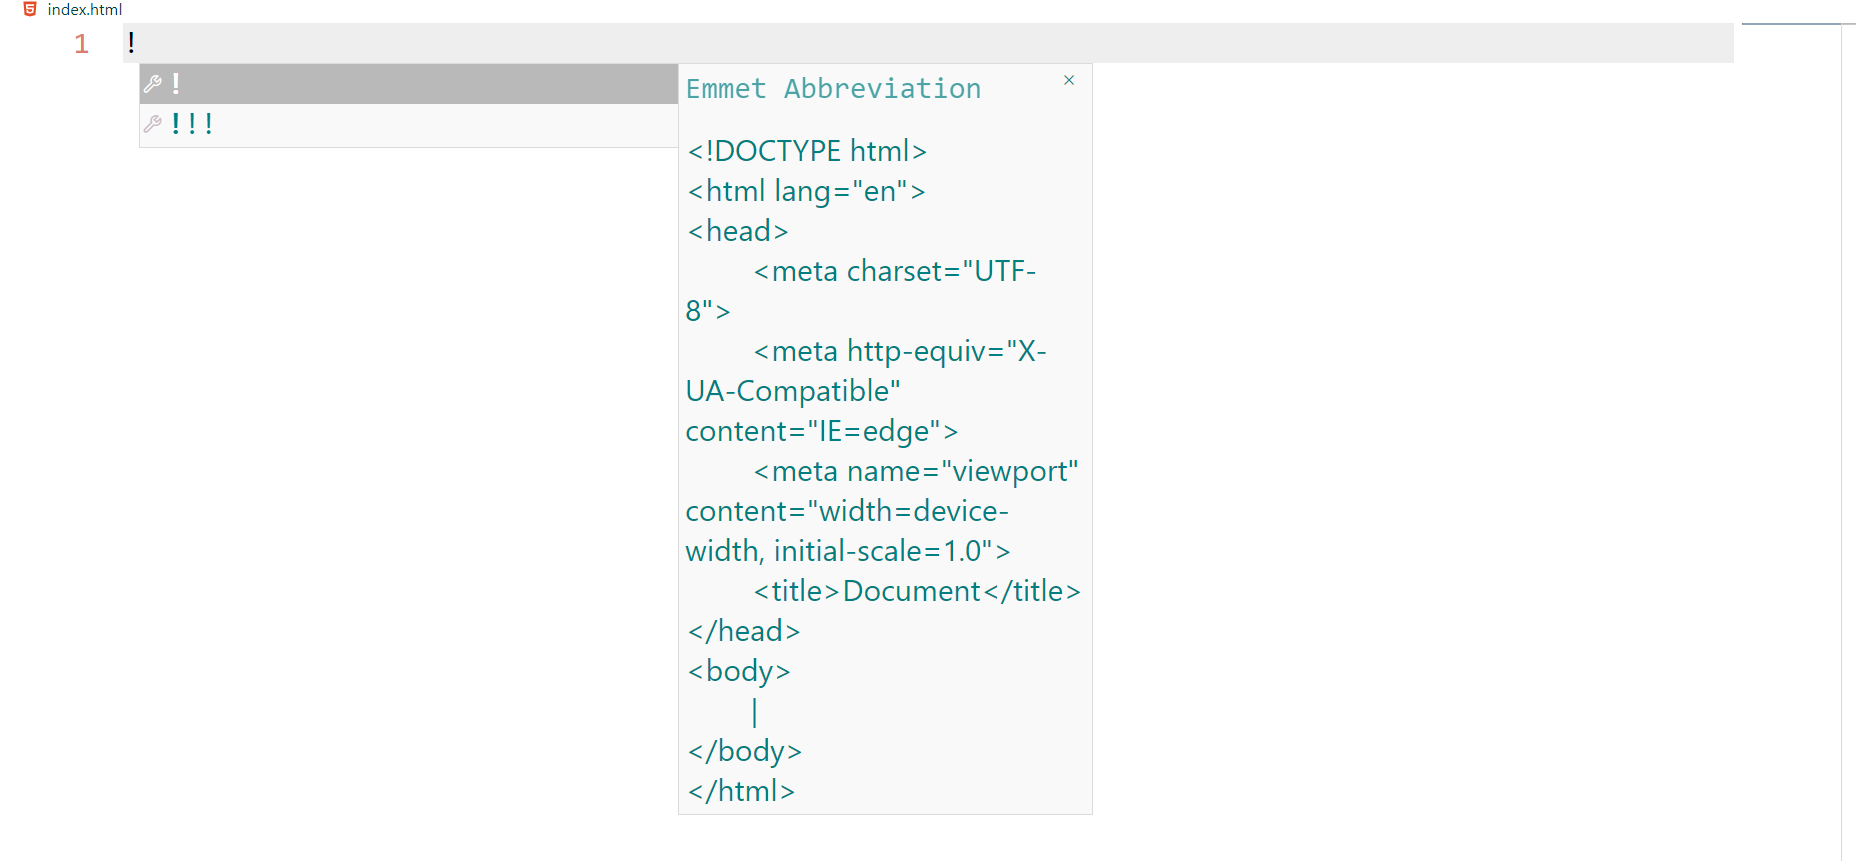 index.html
1 !
!
!!!
Emmet Abbreviation ×
<!DOCTYPE html>
<html lang="en">
<head>
<meta charset="UTF-
8">
<meta http-equiv="X-
UA-Compatible"
content="IE=edge">
<meta name="viewport"
content="width=device-
width, initial-scale=1.0">
<title>Document</title>
</head>
<body>
|
</body>
</html>